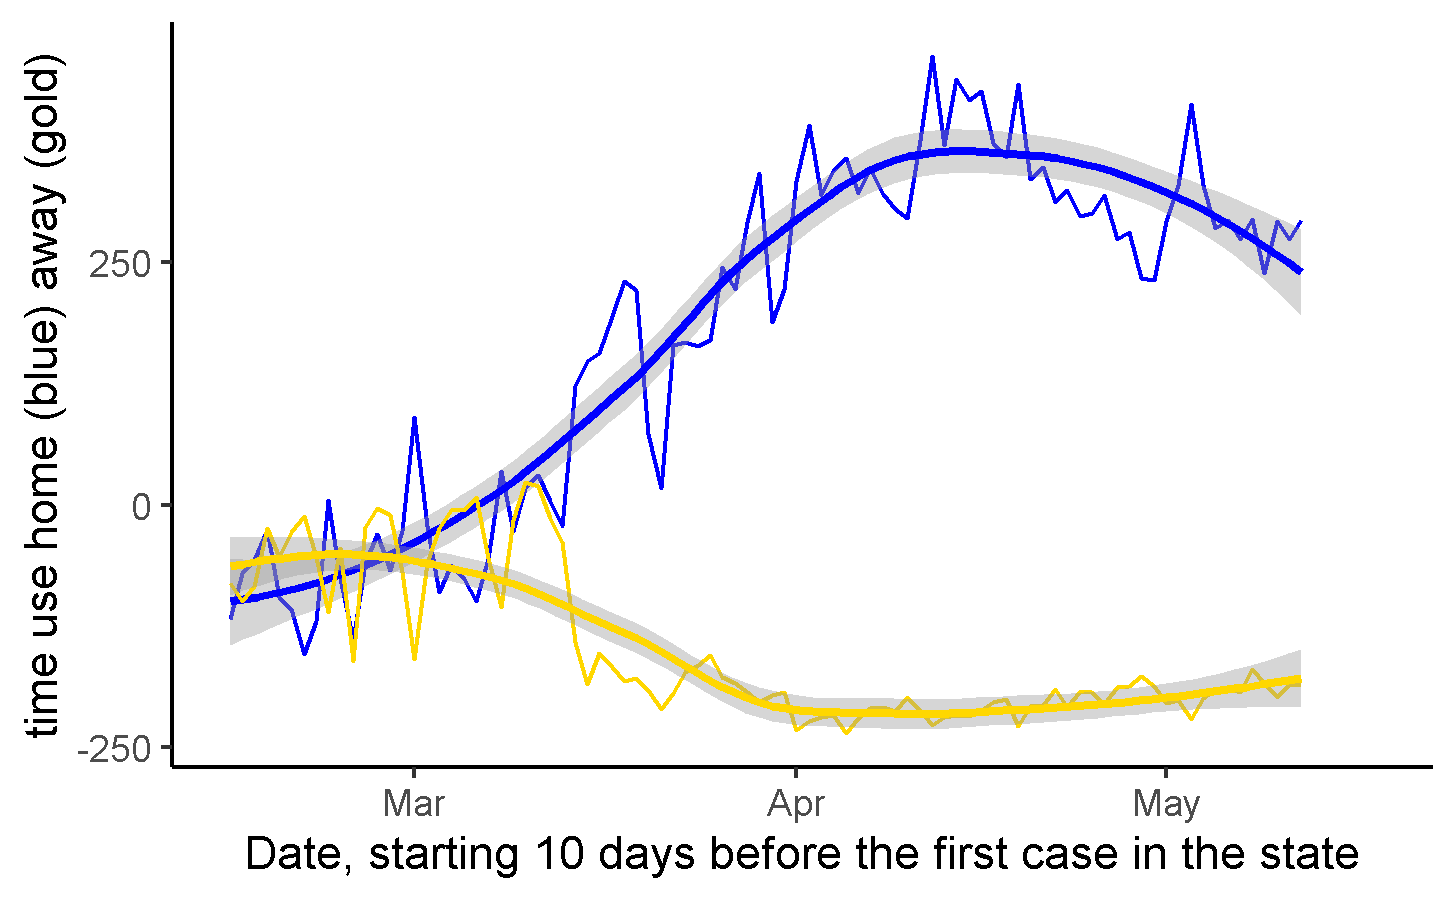 time use home (blue) away (gold)
250
0
-250
Mar
Apr
May
Date, starting 10 days before the first case in the state